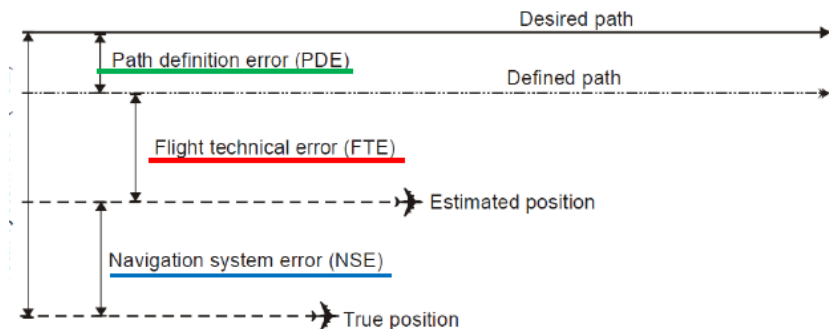 Desired path
Path definition error (PDE)
Defined path
Flight technical error (FTE)
Estimated position
Navigation system error (NSE)
True position